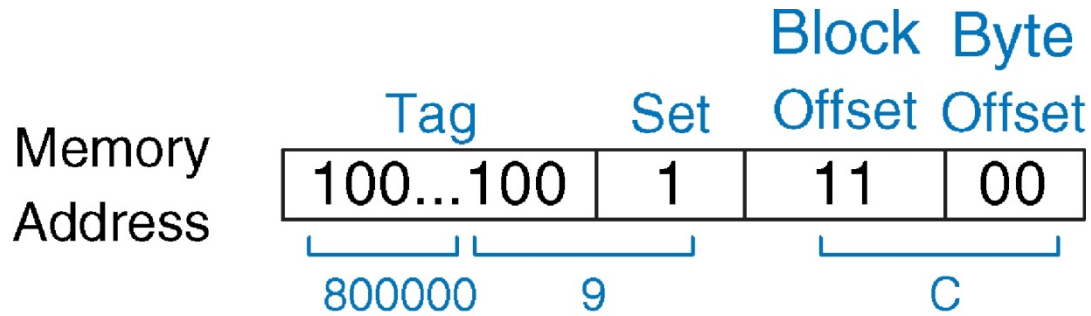 Block Byte
Tag Set Offset Offset
Memory
Address
100...100 1 11 00
800000 9 C